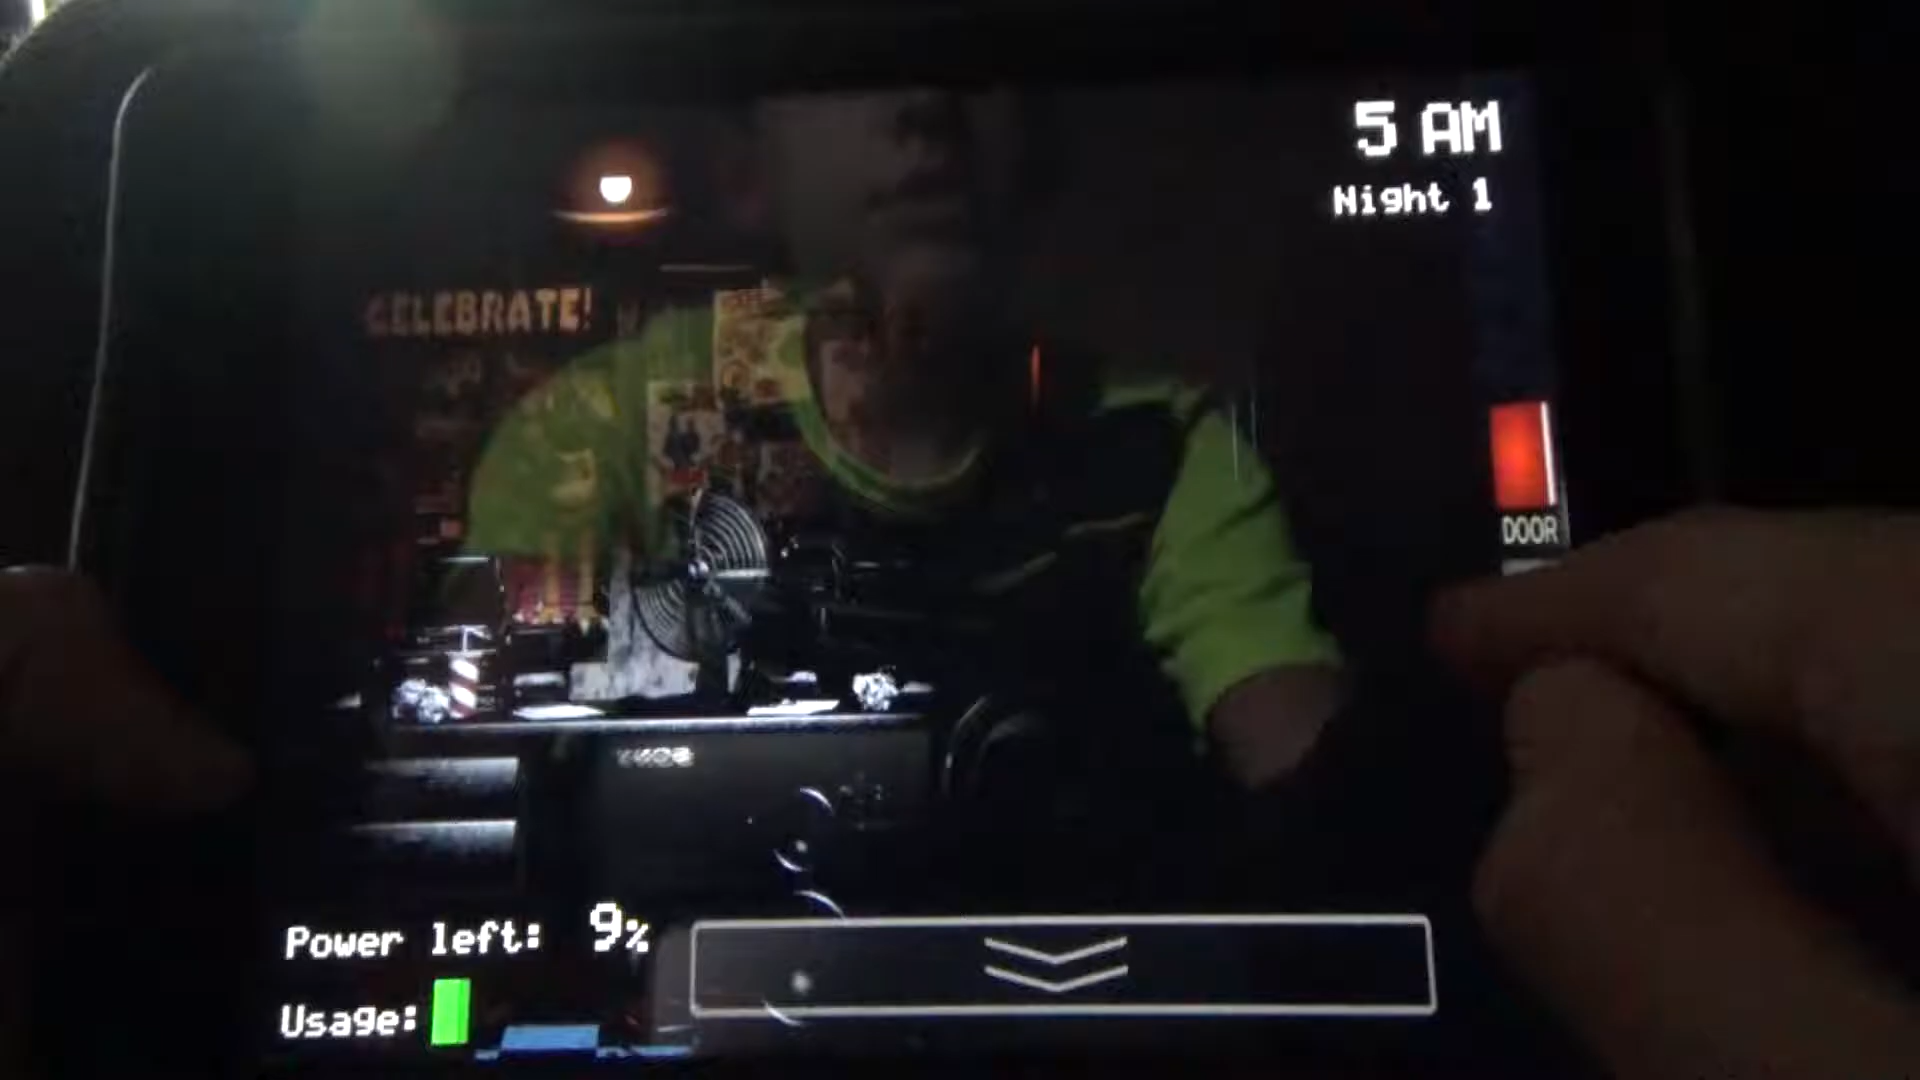 5 AM
Night 1
CELEBRATE!
DOOR
Power left: 9%
Usage: